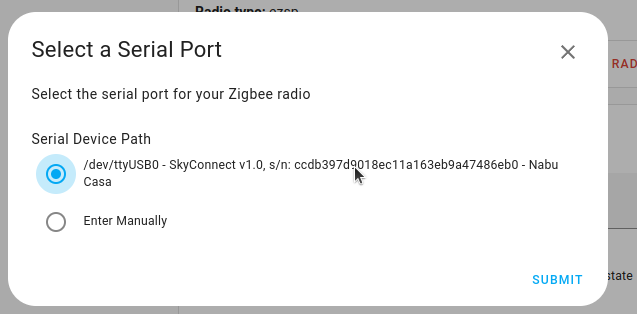 Radio type: ezsp
Select a Serial Port
RAD
Select the serial port for your Zigbee radio
Serial Device Path
/dev/ttyUSB0 - SkyConnect v1.0, s/n: ccdb397d9018ec11a163eb9a47486eb0 - Nabu
Casa
Enter Manually
state
SUBMIT